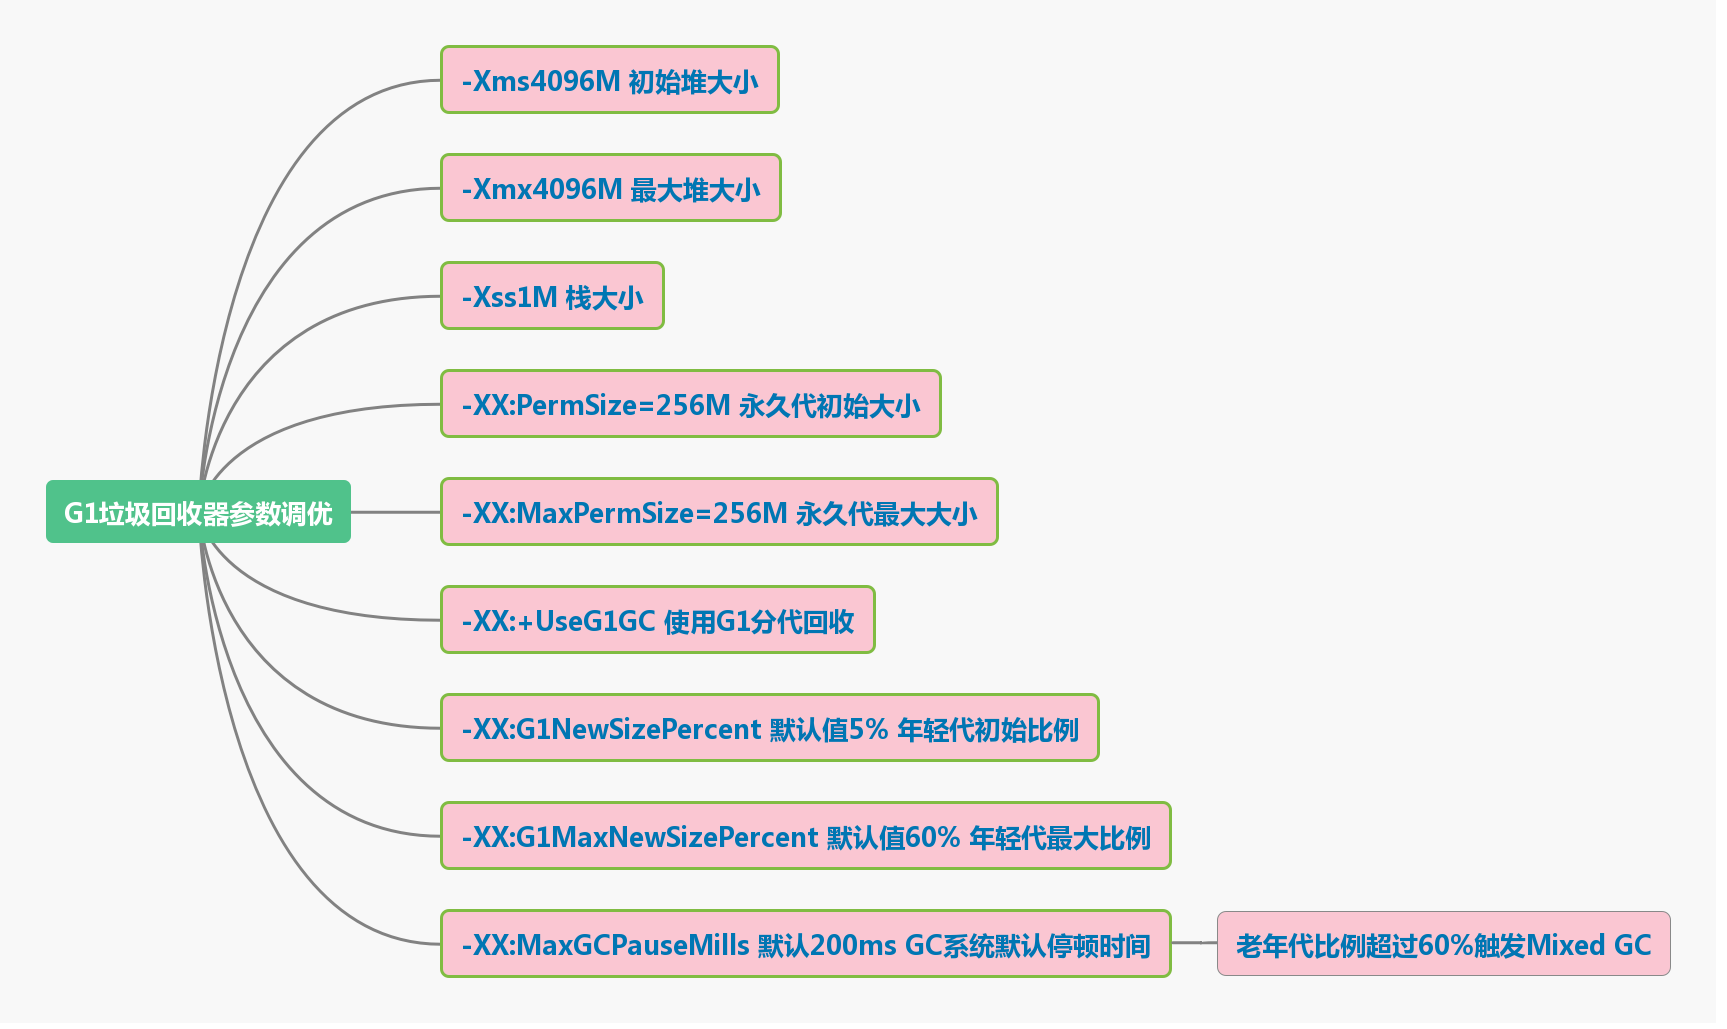 -Xms4096M 初始堆大小
-Xmx4096M 最大堆大小
-Xss1M 栈大小
-XX:PermSize=256M 永久代初始大小
G1垃圾回收器参数调优
-XX:MaxPermSize=256M 永久代最大大小
-XX:+UseG1GC 使用G1分代回收
-XX:G1NewSizePercent 默认值5% 年轻代初始比例
-XX:G1MaxNewSizePercent 默认值60% 年轻代最大比例
-XX:MaxGCPauseMills 默认200ms GC系统默认停顿时间
老年代比例超过60%触发Mixed GC